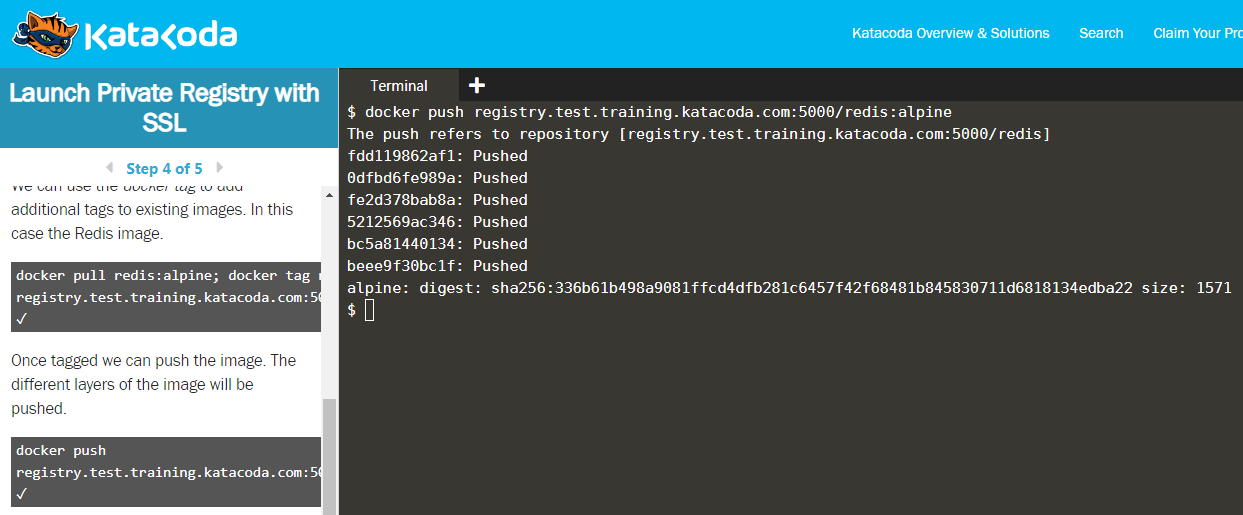 Katacoda
Katacoda Overview & Solutions
Search
Claim Your Pro
Launch Private Registry with
SSL
Step 4 of 5
We can use the docker tag to add
additional tags to existing images. In this
case the Redis image.
docker pull redis:alpine; docker tag
registry.test.training.katacoda.com:50
✓
Once tagged we can push the image. The
different layers of the image will be
pushed.
docker push
registry.test.training.katacoda.com:50
✓
Terminal +
$ docker push registry.test.training.katacoda.com:5000/redis:alpine
The push refers to repository [registry.test.training.katacoda.com:5000/redis]
fdd119862af1: Pushed
0dfbd6fe989a: Pushed
fe2d378bab8a: Pushed
5212569ac346: Pushed
bc5a81440134: Pushed
beee9f30bc1f: Pushed
alpine: digest: sha256:336b61b498a9081ffcd4dfb281c6457f42f68481b845830711d6818134edba22 size: 1571
$